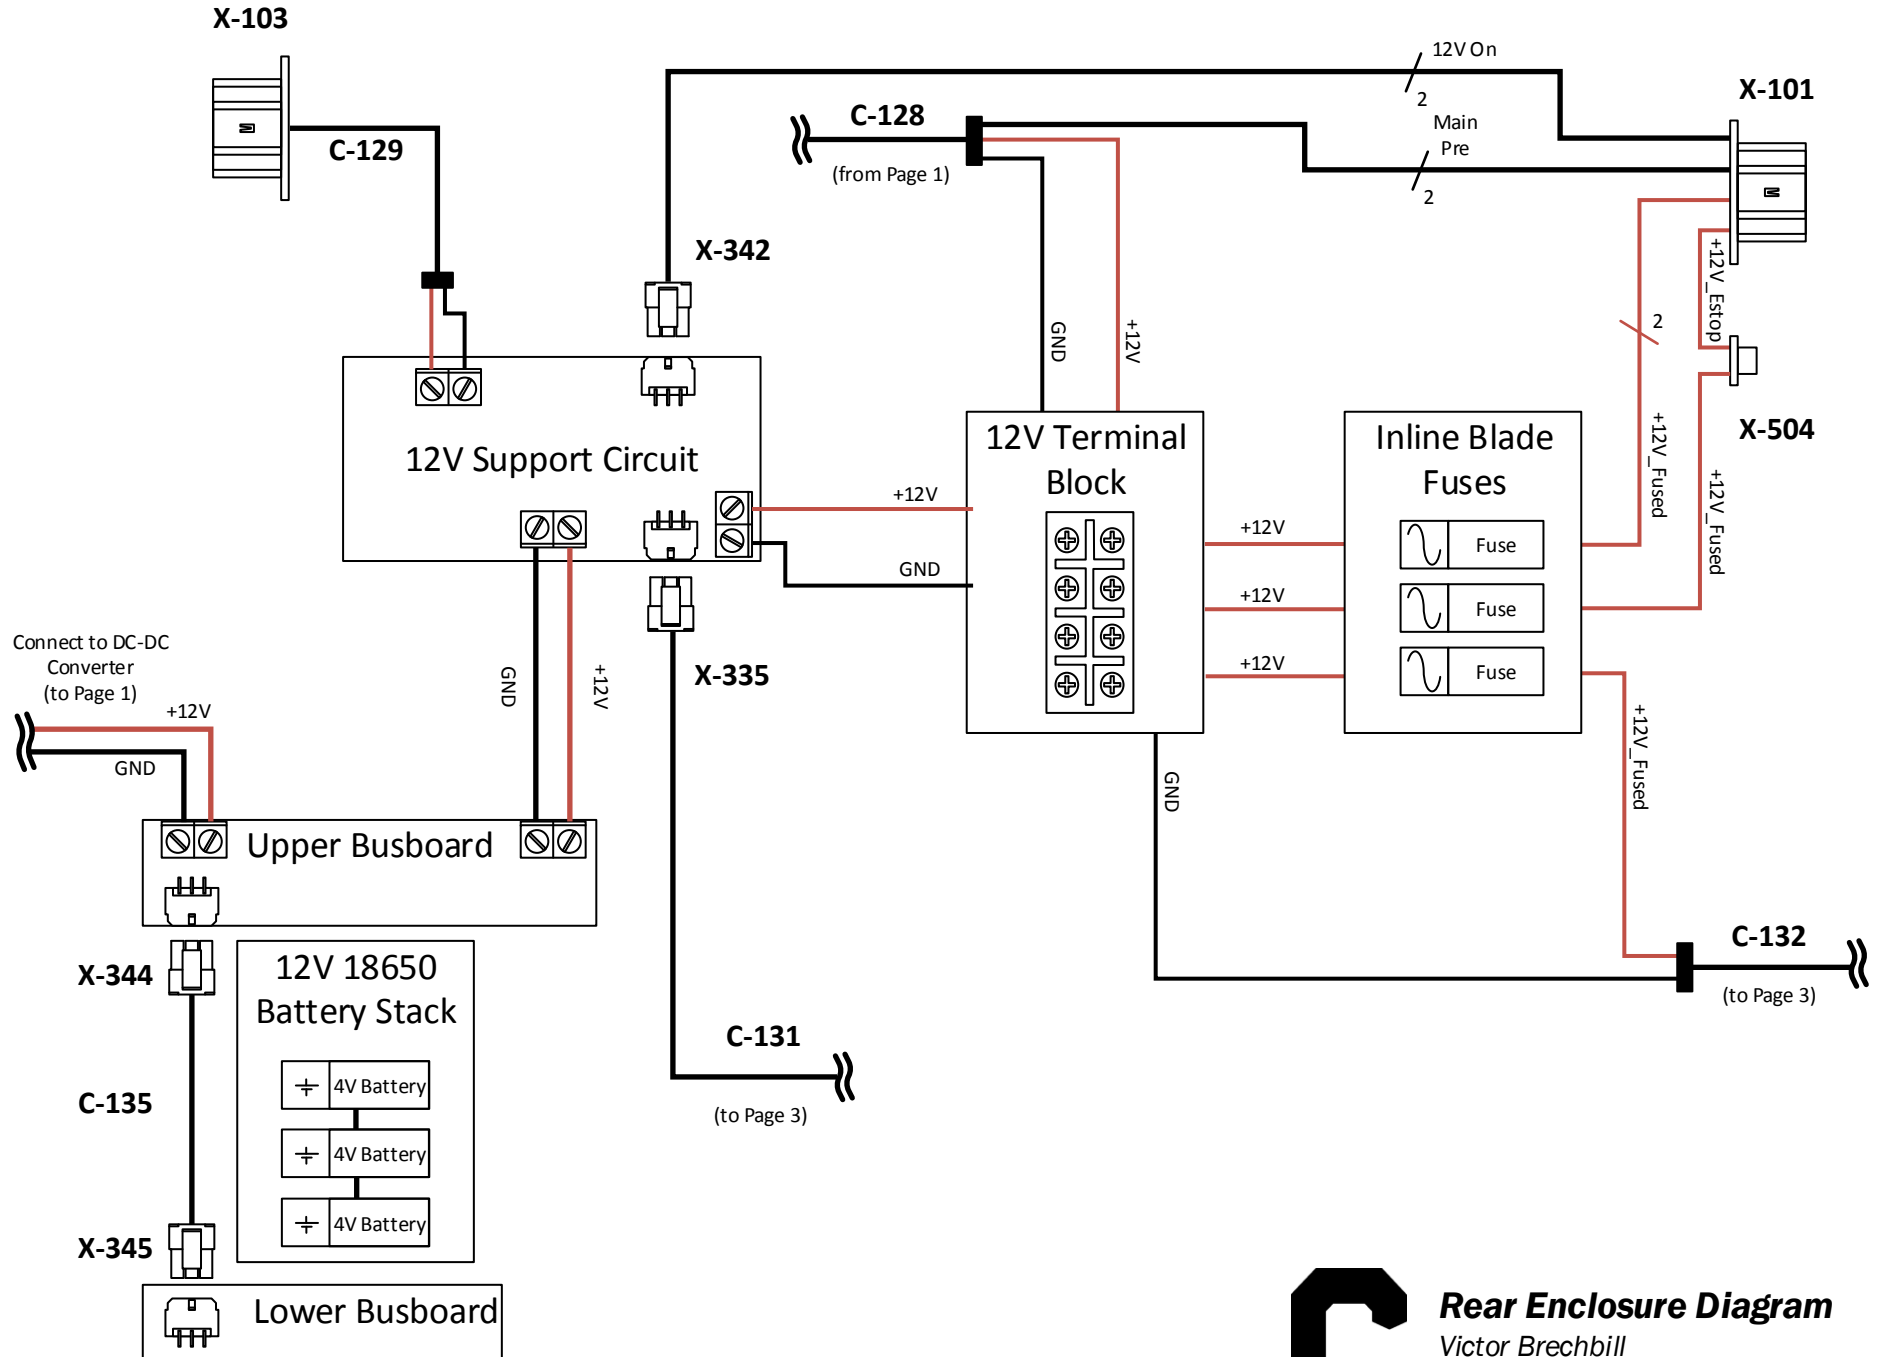 X-103
12V On
2
X-101
C-128
Main
Pre
2
(from Page 1)
C-129
X-342
+12V_Estop
2
GND
+12V
X-504
12V Support Circuit
12V Terminal
Block
Inline Blade
Fuses
+12V_Fused
+12V_Fused
+12V
GND
+12V
Fuse
+12V
Fuse
+12V
Fuse
Connect to DC-DC
Converter
(to Page 1)
+12V
GND
GND
+12V
X-335
+12V_Fused
GND
Upper Busboard
C-132
(to Page 3)
X-344
12V 18650
Battery Stack
C-131
(to Page 3)
4V Battery
C-135
4V Battery
4V Battery
X-345
Lower Busboard
Rear Enclosure Diagram
Victor Brechbill